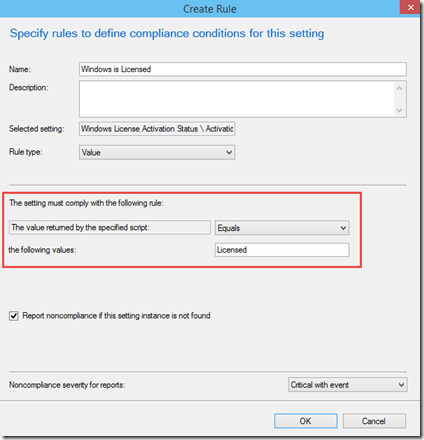 Create Rule
Specify rules to define compliance conditions for this setting
Name:
Windows is Licensed
Description:
Selected setting:
Windows License Activation Status \ Activatic
Rule type:
Value
The setting must comply with the following rule:
The value returned by the specified script:
Equals
the following values:
Licensed
Report noncompliance if this setting instance is not found
Noncompliance severity for reports:
Critical with event
OK
Cancel